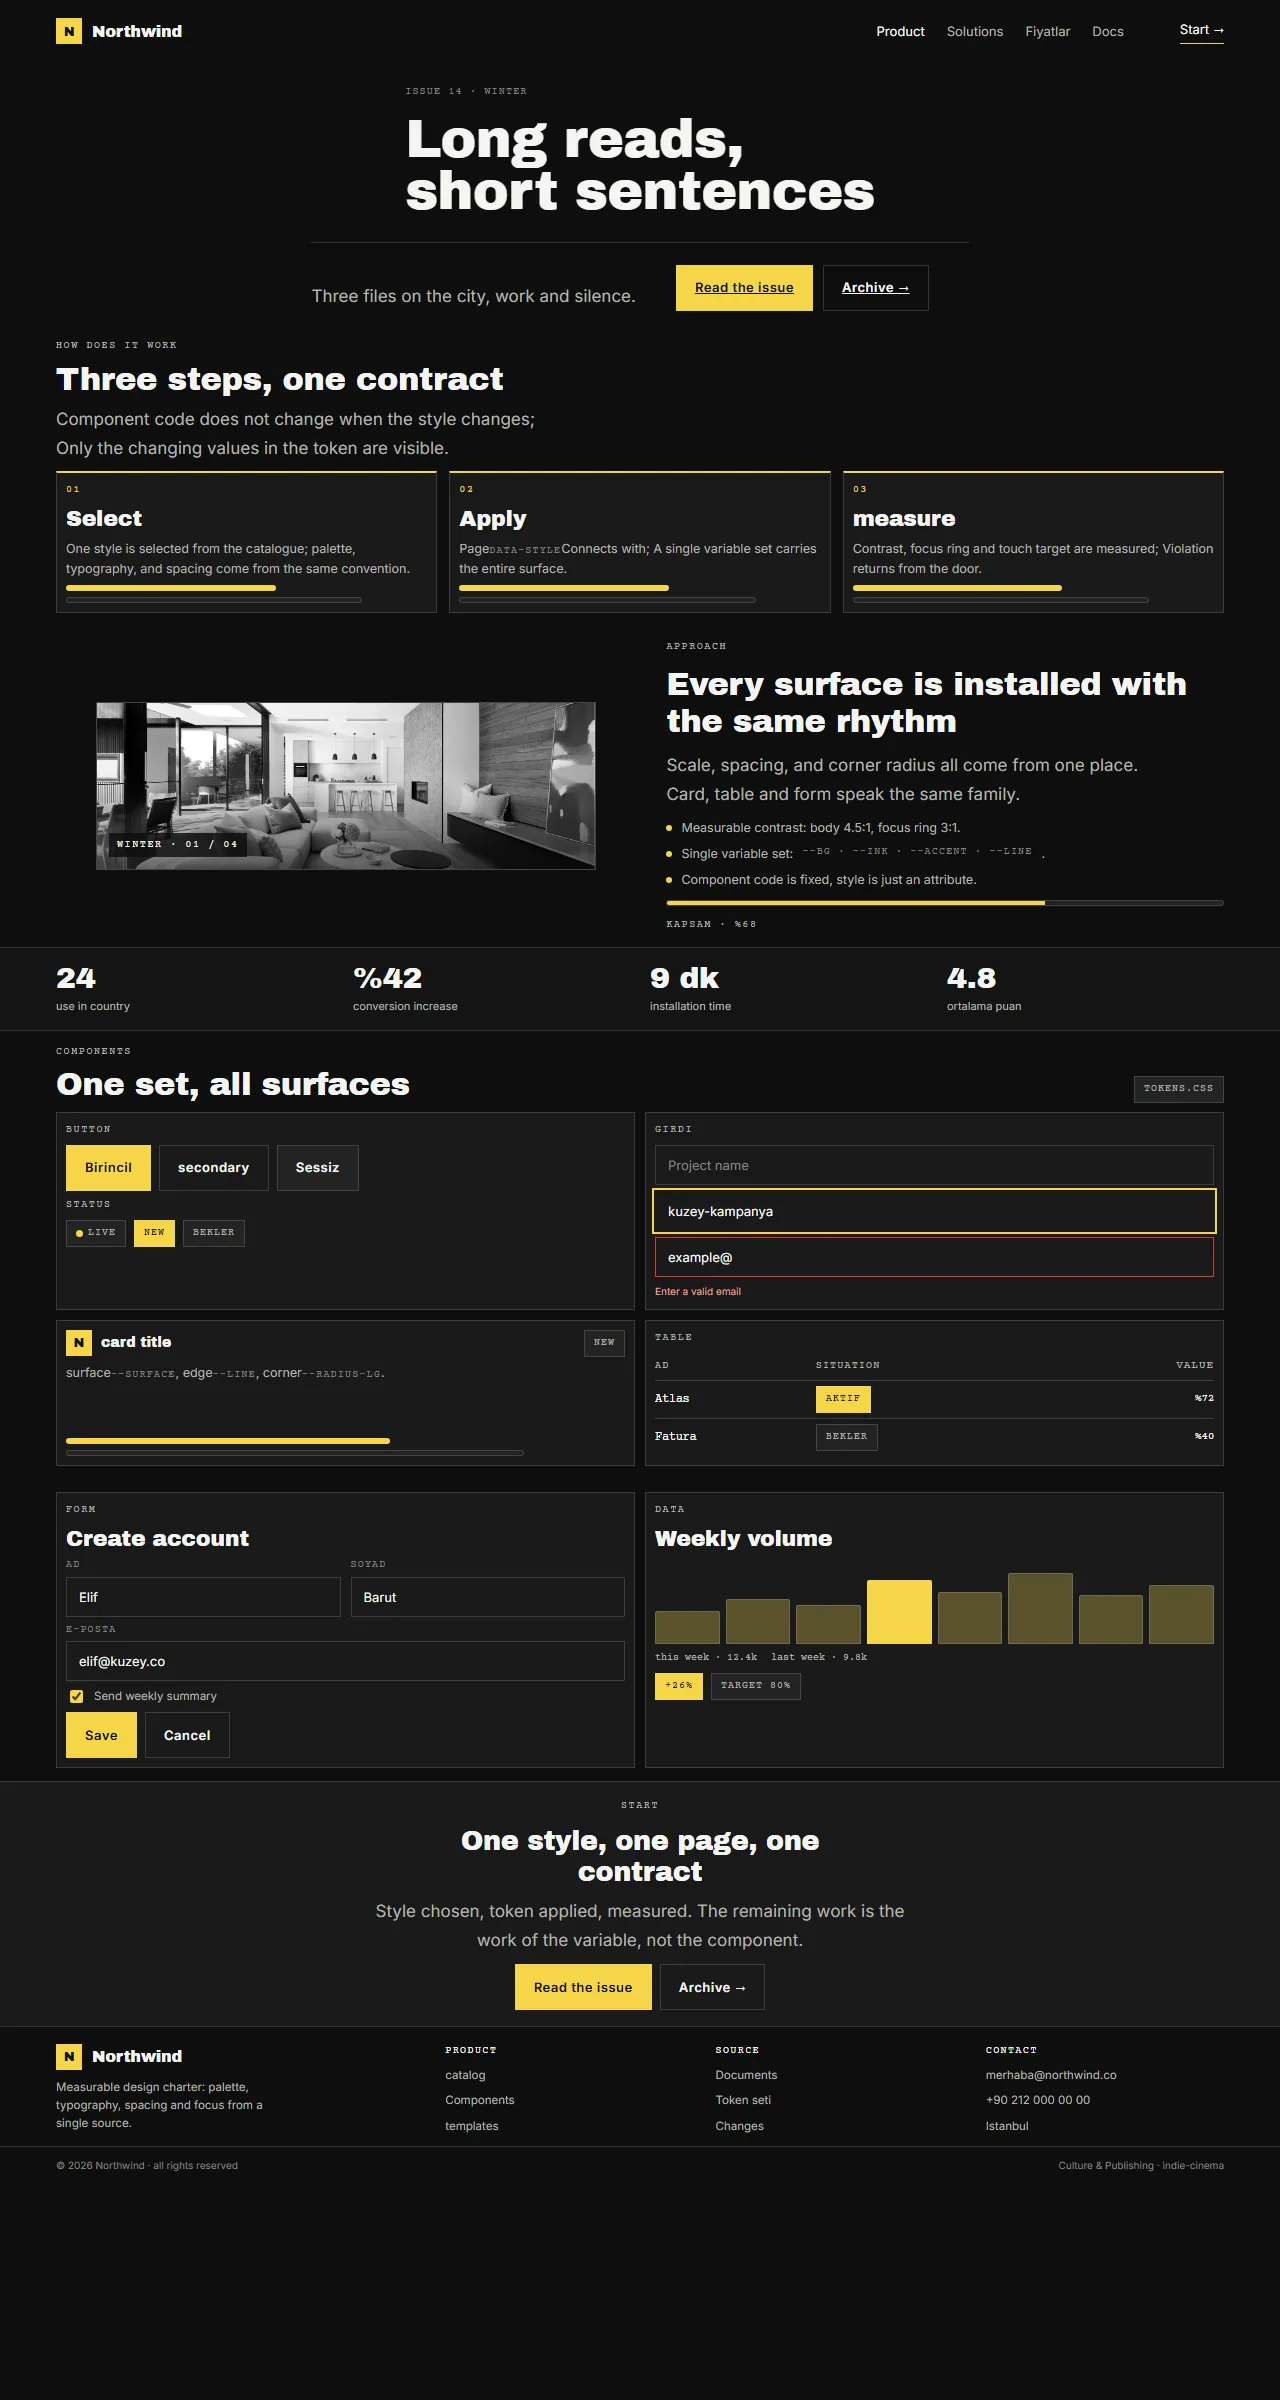 N Northwind
Product Solutions Fiyatlar Docs Start →
ISSUE 14 · WINTER
Long reads,
short sentences
Three files on the city, work and silence.
Read the issue
Archive →
HOW DOES IT WORK
Three steps, one contract
Component code does not change when the style changes;
Only the changing values in the token are visible.
01
Select
One style is selected from the catalogue; palette,
typography, and spacing come from the same convention.
02
Apply
PageDATA-STYLEConnects with; A single variable set carries
the entire surface.
03
measure
Contrast, focus ring and touch target are measured; Violation
returns from the door.
WINTER · 01 / 04
APPROACH
Every surface is installed with
the same rhythm
Scale, spacing, and corner radius all come from one place.
Card, table and form speak the same family.
Measurable contrast: body 4.5:1, focus ring 3:1.
Single variable set: --BG · --INK · --ACCENT · --LINE .
Component code is fixed, style is just an attribute.
KAPSAM · %68
24
use in country
%42
conversion increase
9 dk
installation time
4.8
ortalama puan
COMPONENTS
One set, all surfaces
TOKENS.CSS
BUTTON
Birincil
secondary
Sessiz
STATUS
LIVE
NEW
BEKLER
GIRDI
Project name
kuzey-kampanya
example@
Enter a valid email
N card title
NEW
surface--SURFACE, edge--LINE, corner--RADIUS-LG.
TABLE
AD SITUATION VALUE
Atlas AKTIF %72
Fatura BEKLER %40
FORM
Create account
AD
Elif
SOYAD
Barut
E-POSTA
elif@kuzey.co
Send weekly summary
Save
Cancel
DATA
Weekly volume
this week · 12.4k last week · 9.8k
+26%
TARGET 80%
START
One style, one page, one
contract
Style chosen, token applied, measured. The remaining work is the
work of the variable, not the component.
Read the issue
Archive →
N Northwind
Measurable design charter: palette,
typography, spacing and focus from a
single source.
PRODUCT
catalog
Components
templates
SOURCE
Documents
Token seti
Changes
CONTACT
merhaba@northwind.co
+90 212 000 00 00
Istanbul
© 2026 Northwind · all rights reserved
Culture & Publishing · indie-cinema